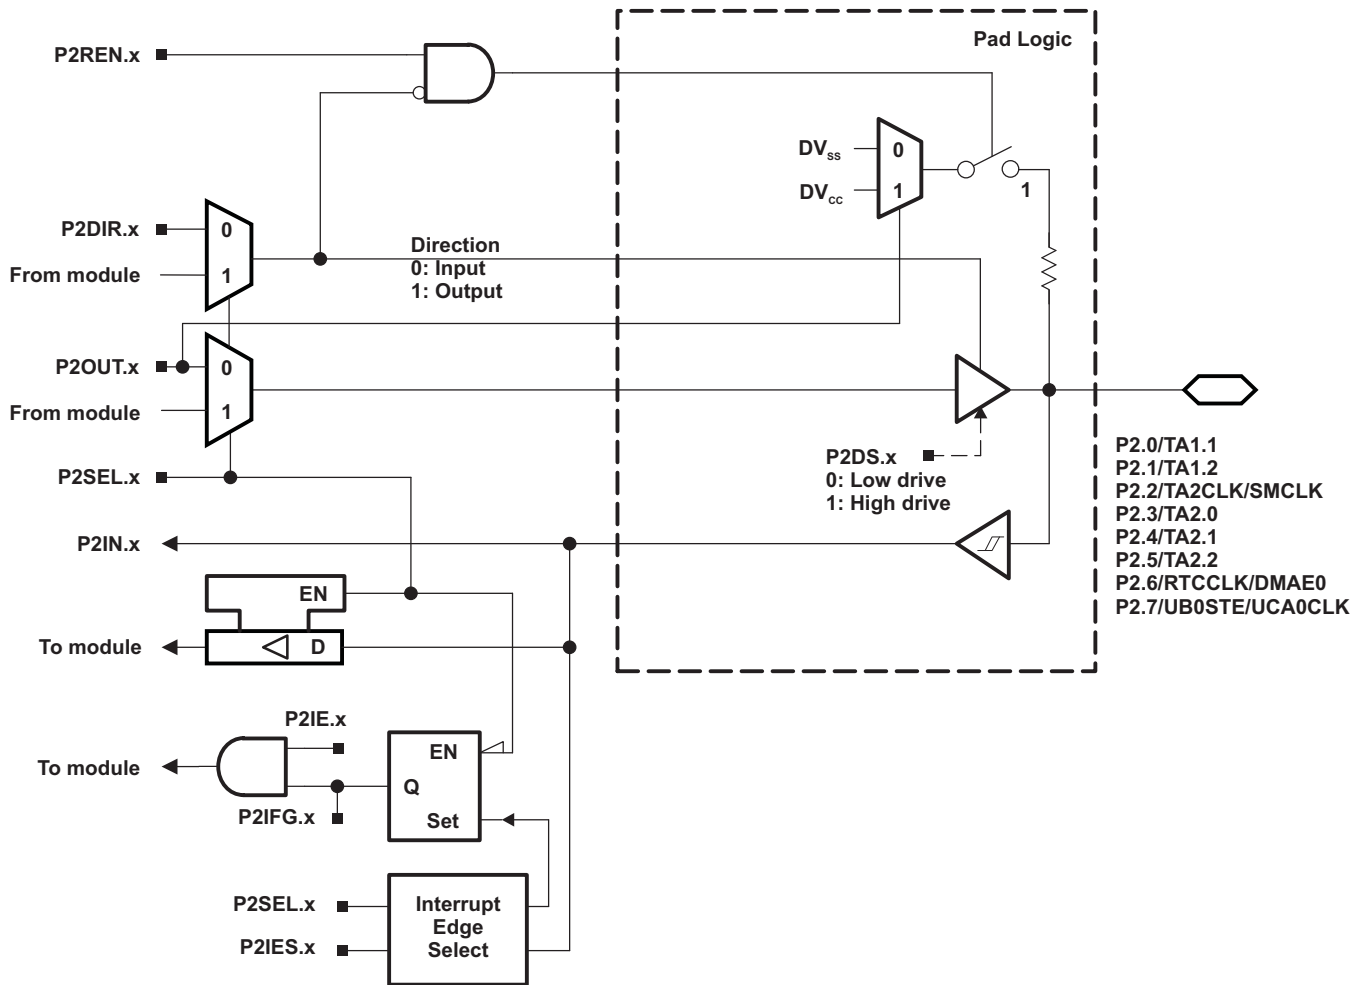 Pad Logic
P2REN.x
DVSS
0
DVCC
1
1
P2DIR.x
0
From module
1
Direction
0: Input
1: Output
P2OUT.x
0
From module
1
P2SEL.x
P2DS.x
0: Low drive
1: High drive
P2.0/TA1.1
P2.1/TA1.2
P2.2/TA2CLK/SMCLK
P2.3/TA2.0
P2.4/TA2.1
P2.5/TA2.2
P2.6/RTCCLK/DMAE0
P2.7/UB0STE/UCA0CLK
P2IN.x
EN
To module
D
P2IE.x
EN
To module
Q
P2IFG.x
Set
P2SEL.x
P2IES.x
Interrupt
Edge
Select